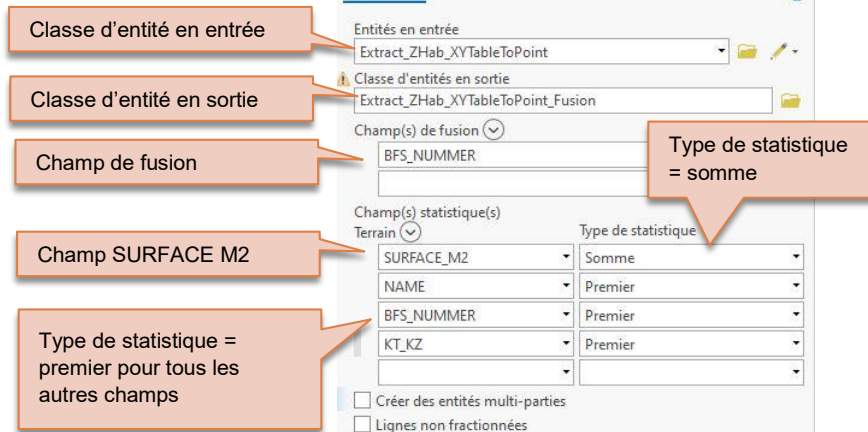 Classe d'entité en entrée
Entités en entrée
Extract_ZHab_XYTableToPoint
Classe d'entité en sortie
Classe d'entités en sortie
Extract_ZHab_XYTableToPoint_Fusion
Champ de fusion
Champ(s) de fusion
BFS_NUMMER
Type de statistique
= somme
Champ(s) statistique(s)
Terrain Type de statistique
Champ SURFACE M2
SURFACE_M2 Somme
NAME Premier
BFS_NUMMER Premier
KT_KZ Premier
Type de statistique =
premier pour tous les
autres champs
Créer des entités multi-parties
Lignes non fractionnées